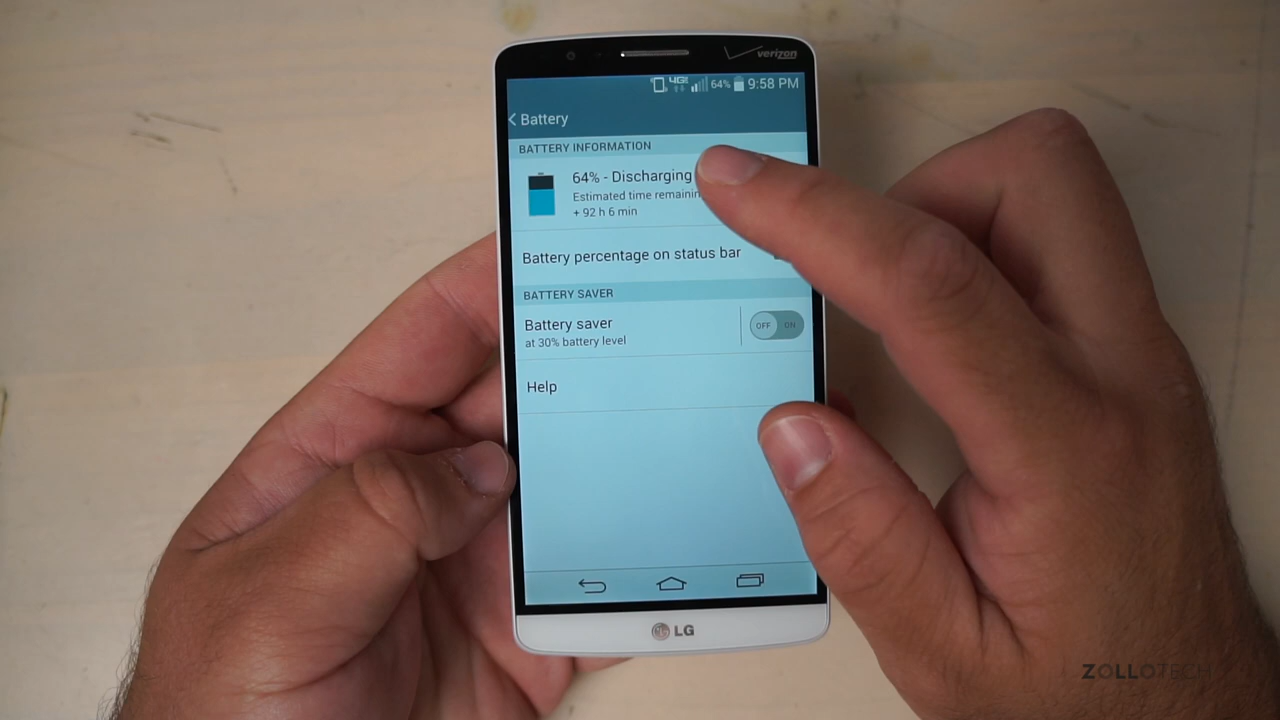 verizon
4G 64% 9:58 PM
Battery
BATTERY INFORMATION
64% - Discharging
Estimated time
+ 92 h 6 min
Battery percentage on status bar
BATTERY SAVER
Battery saver
OFF ON
at 30% battery level
Help
LG
ZOLLOTECH